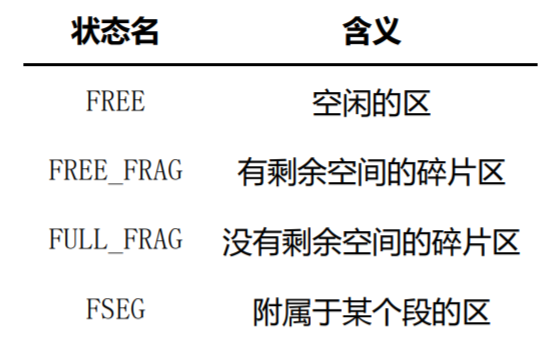 状态名 含义
FREE 空闲的区
FREE_FRAG 有剩余空间的碎片区
FULL_FRAG 没有剩余空间的碎片区
FSEG 附属于某个段的区